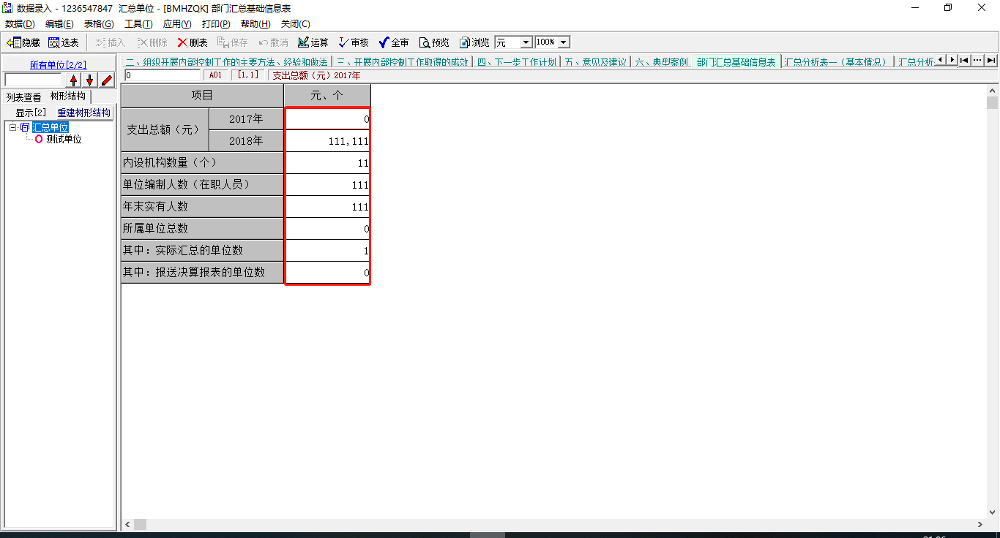 数据录入 - 1236547847 汇总单位 - [BMHZQK] 部门汇总基础信息表
数据(D) 编辑(E) 表格(G) 工具(T) 应用(Y) 打印(P) 帮助(H) 关闭(C)
隐藏 选表 插入 删除 删表 保存 撤消 运算 审核 全审 预览 浏览 元 100%
所有单位[2/2]
列表查看 树形结构
显示[2] 重建树形结构
汇总单位
测试单位
二、组织开展内部控制工作的主要方法、经验和做法 三、开展内部控制工作取得的成效 四、下一步工作计划 五、意见及建议 六、典型案例 部门汇总基础信息表 汇总分析表一（基本情况） 汇总分析
0 A01 [1,1] 支出总额（元）2017年
项目 元、个
支出总额（元） 2017年 0
2018年 111,111
内设机构数量（个） 11
单位编制人数（在职人员） 111
年末实有人数 111
所属单位总数 0
其中：实际汇总的单位数 1
其中：报送决算报表的单位数 0